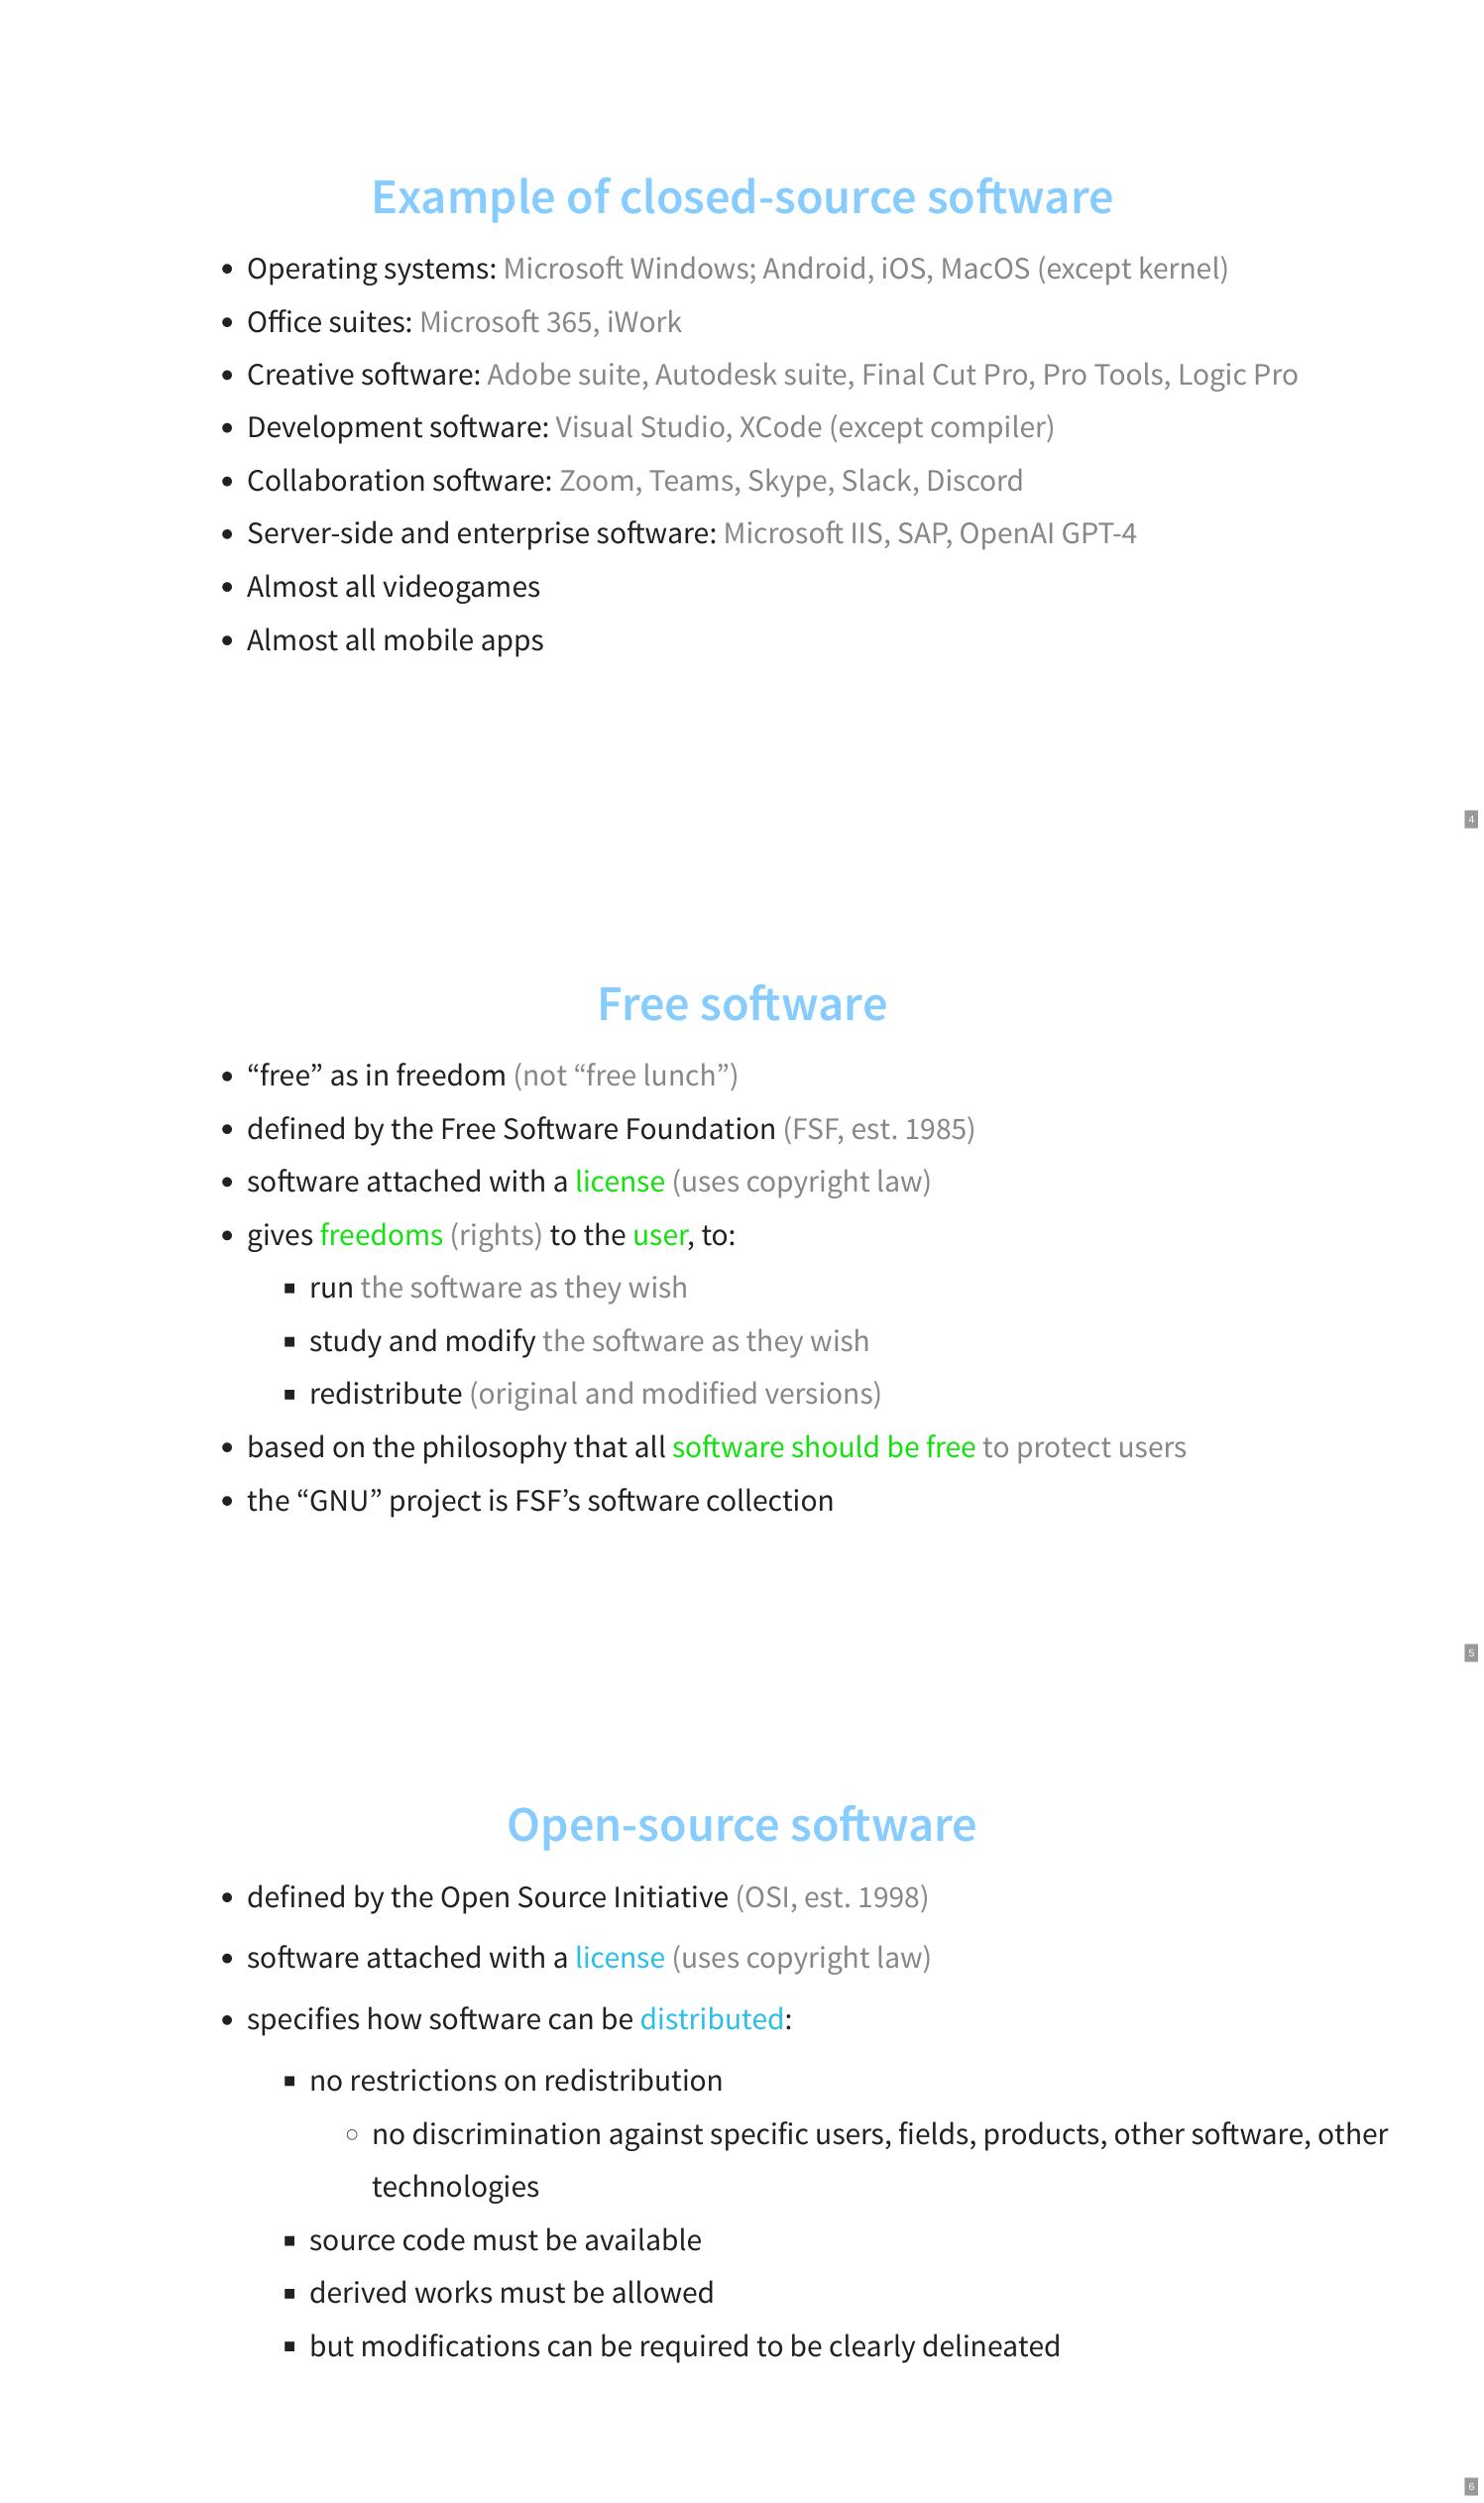 Example of closed-source software
• Operating systems: Microsoft Windows; Android, iOS, MacOS (except kernel)
• Office suites: Microsoft 365, iWork
• Creative software: Adobe suite, Autodesk suite, Final Cut Pro, Pro Tools, Logic Pro
• Development software: Visual Studio, XCode (except compiler)
• Collaboration software: Zoom, Teams, Skype, Slack, Discord
• Server-side and enterprise software: Microsoft IIS, SAP, OpenAI GPT-4
• Almost all videogames
• Almost all mobile apps
4
Free software
• “free” as in freedom (not “free lunch”)
• defined by the Free Software Foundation (FSF, est. 1985)
• software attached with a license (uses copyright law)
• gives freedoms (rights) to the user, to:
▪ run the software as they wish
▪ study and modify the software as they wish
▪ redistribute (original and modified versions)
• based on the philosophy that all software should be free to protect users
• the “GNU” project is FSF’s software collection
5
Open-source software
• defined by the Open Source Initiative (OSI, est. 1998)
• software attached with a license (uses copyright law)
• specifies how software can be distributed:
▪ no restrictions on redistribution
○ no discrimination against specific users, fields, products, other software, other
technologies
▪ source code must be available
▪ derived works must be allowed
▪ but modifications can be required to be clearly delineated
6